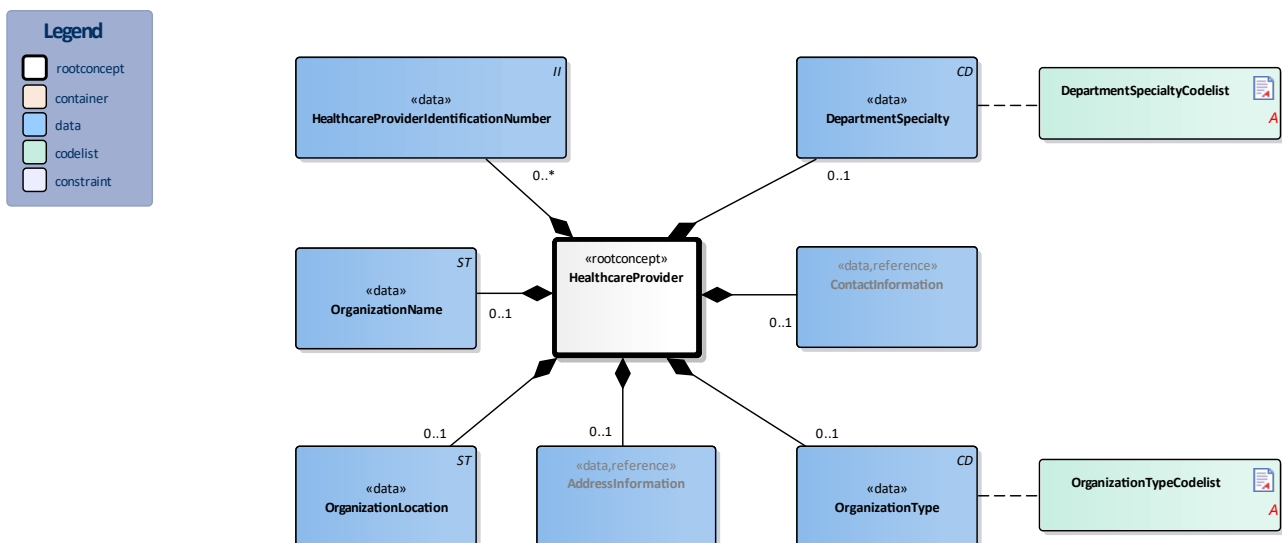 Legend
rootconcept
container
data
codelist
constraint
II
«data»
HealthcareProviderIdentificationNumber
0..*
CD
«data»
DepartmentSpecialty
0..1
DepartmentSpecialtyCodelist
A
ST
«data»
OrganizationName
0..1
«rootconcept»
HealthcareProvider
«data,reference»
ContactInformation
0..1
0..1
ST
«data»
OrganizationLocation
0..1
«data,reference»
AddressInformation
0..1
CD
«data»
OrganizationType
OrganizationTypeCodelist
A